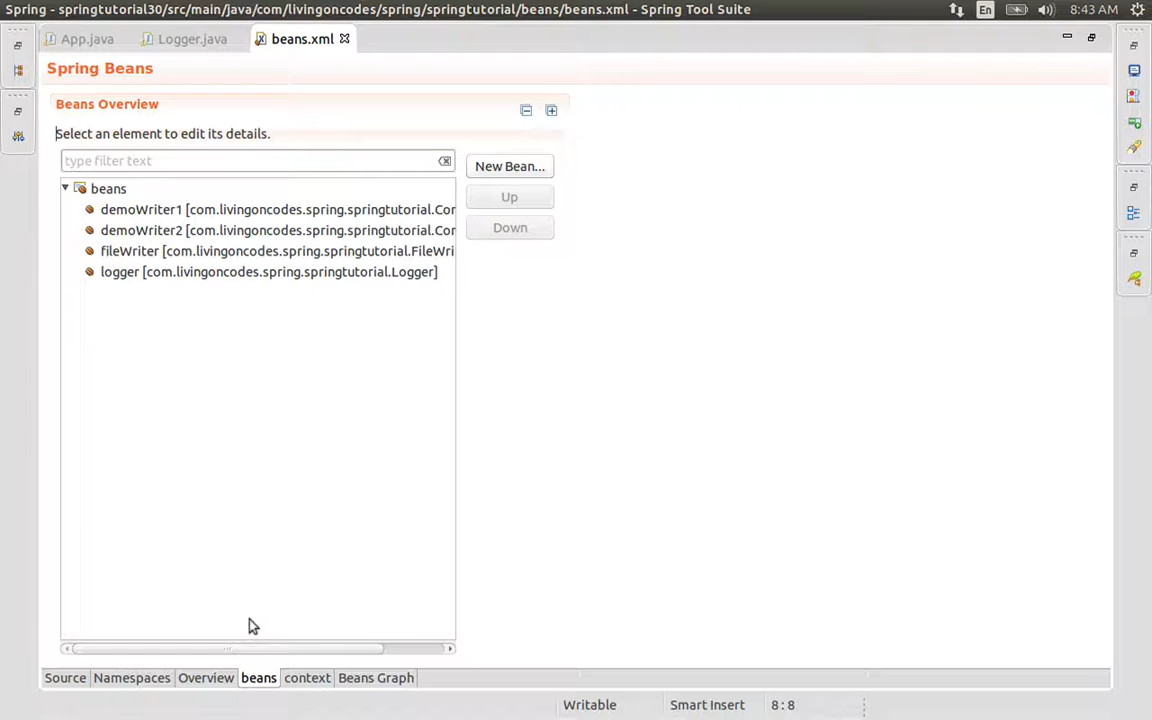 Spring - springtutorial30/src/main/java/com/livingoncodes/spring/springtutorial/beans/beans.xml - Spring Tool Suite
En
8:43 AM
App.java
Logger.java
beans.xml
Spring Beans
Beans Overview
Select an element to edit its details.
type filter text
New Bean...
beans
Up
demoWriter1 [com.livingoncodes.spring.springtutorial.Cor
demoWriter2 [com.livingoncodes.spring.springtutorial.Cor
Down
fileWriter [com.livingoncodes.spring.springtutorial.FileWri
logger [com.livingoncodes.spring.springtutorial.Logger]
Source
Namespaces
Overview
beans
context
Beans Graph
Writable
Smart Insert
8 : 8